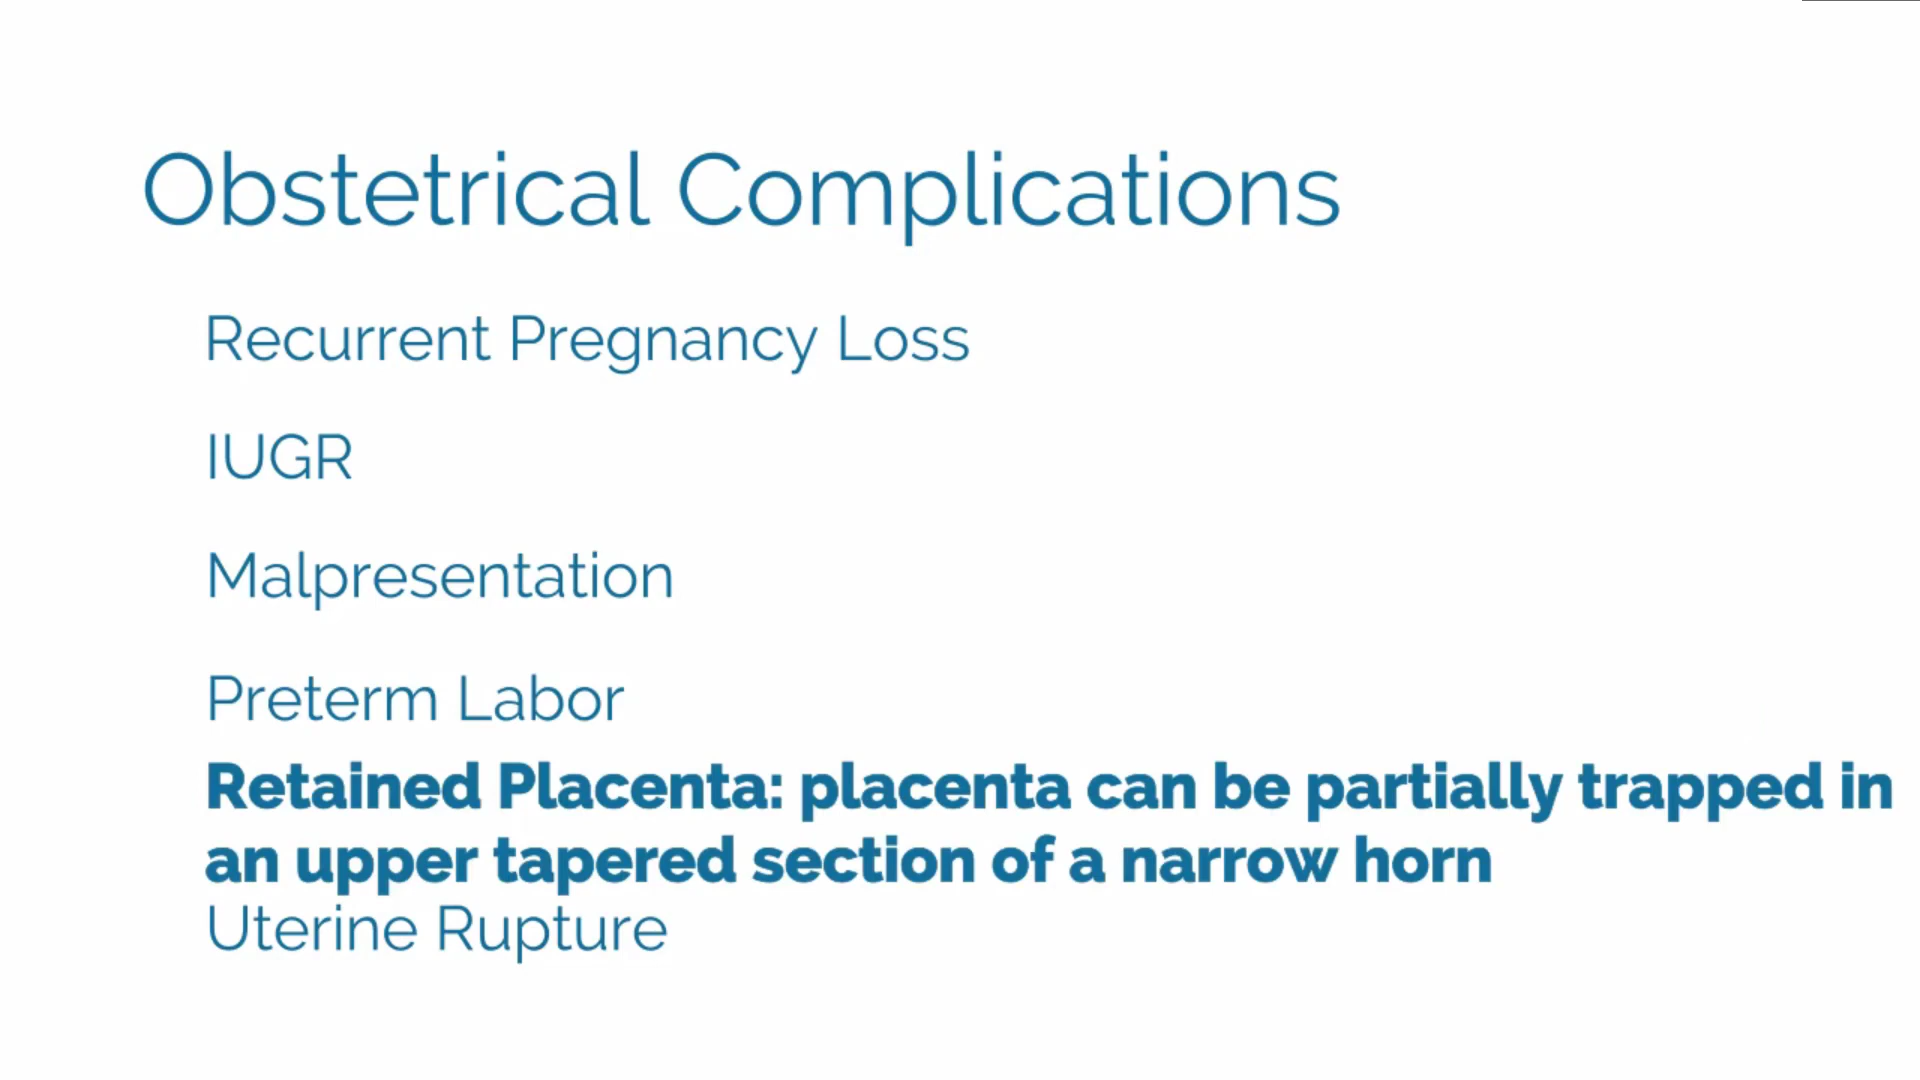 Obstetrical Complications
Recurrent Pregnancy Loss
IUGR
Malpresentation
Preterm Labor
Retained Placenta: placenta can be partially trapped in
an upper tapered section of a narrow horn
Uterine Rupture